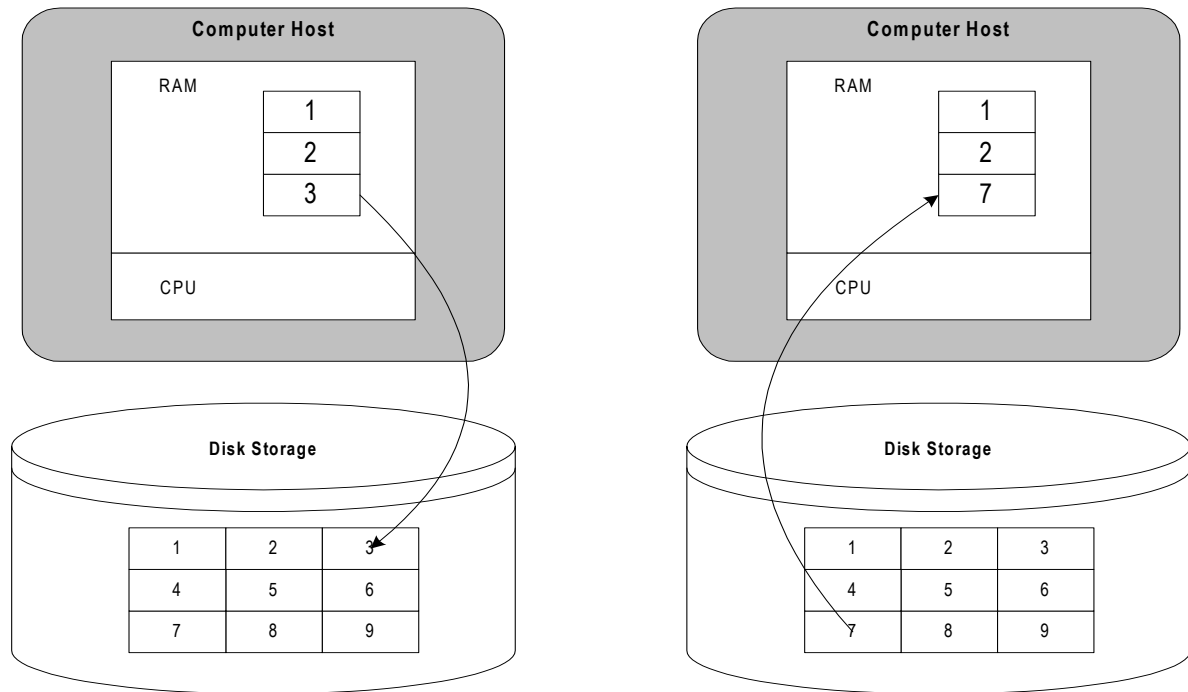 Computer Host
RAM
1
2
3
CPU
Disk Storage
1 2 3
4 5 6
7 8 9
Computer Host
RAM
1
2
7
CPU
Disk Storage
1 2 3
4 5 6
7 8 9